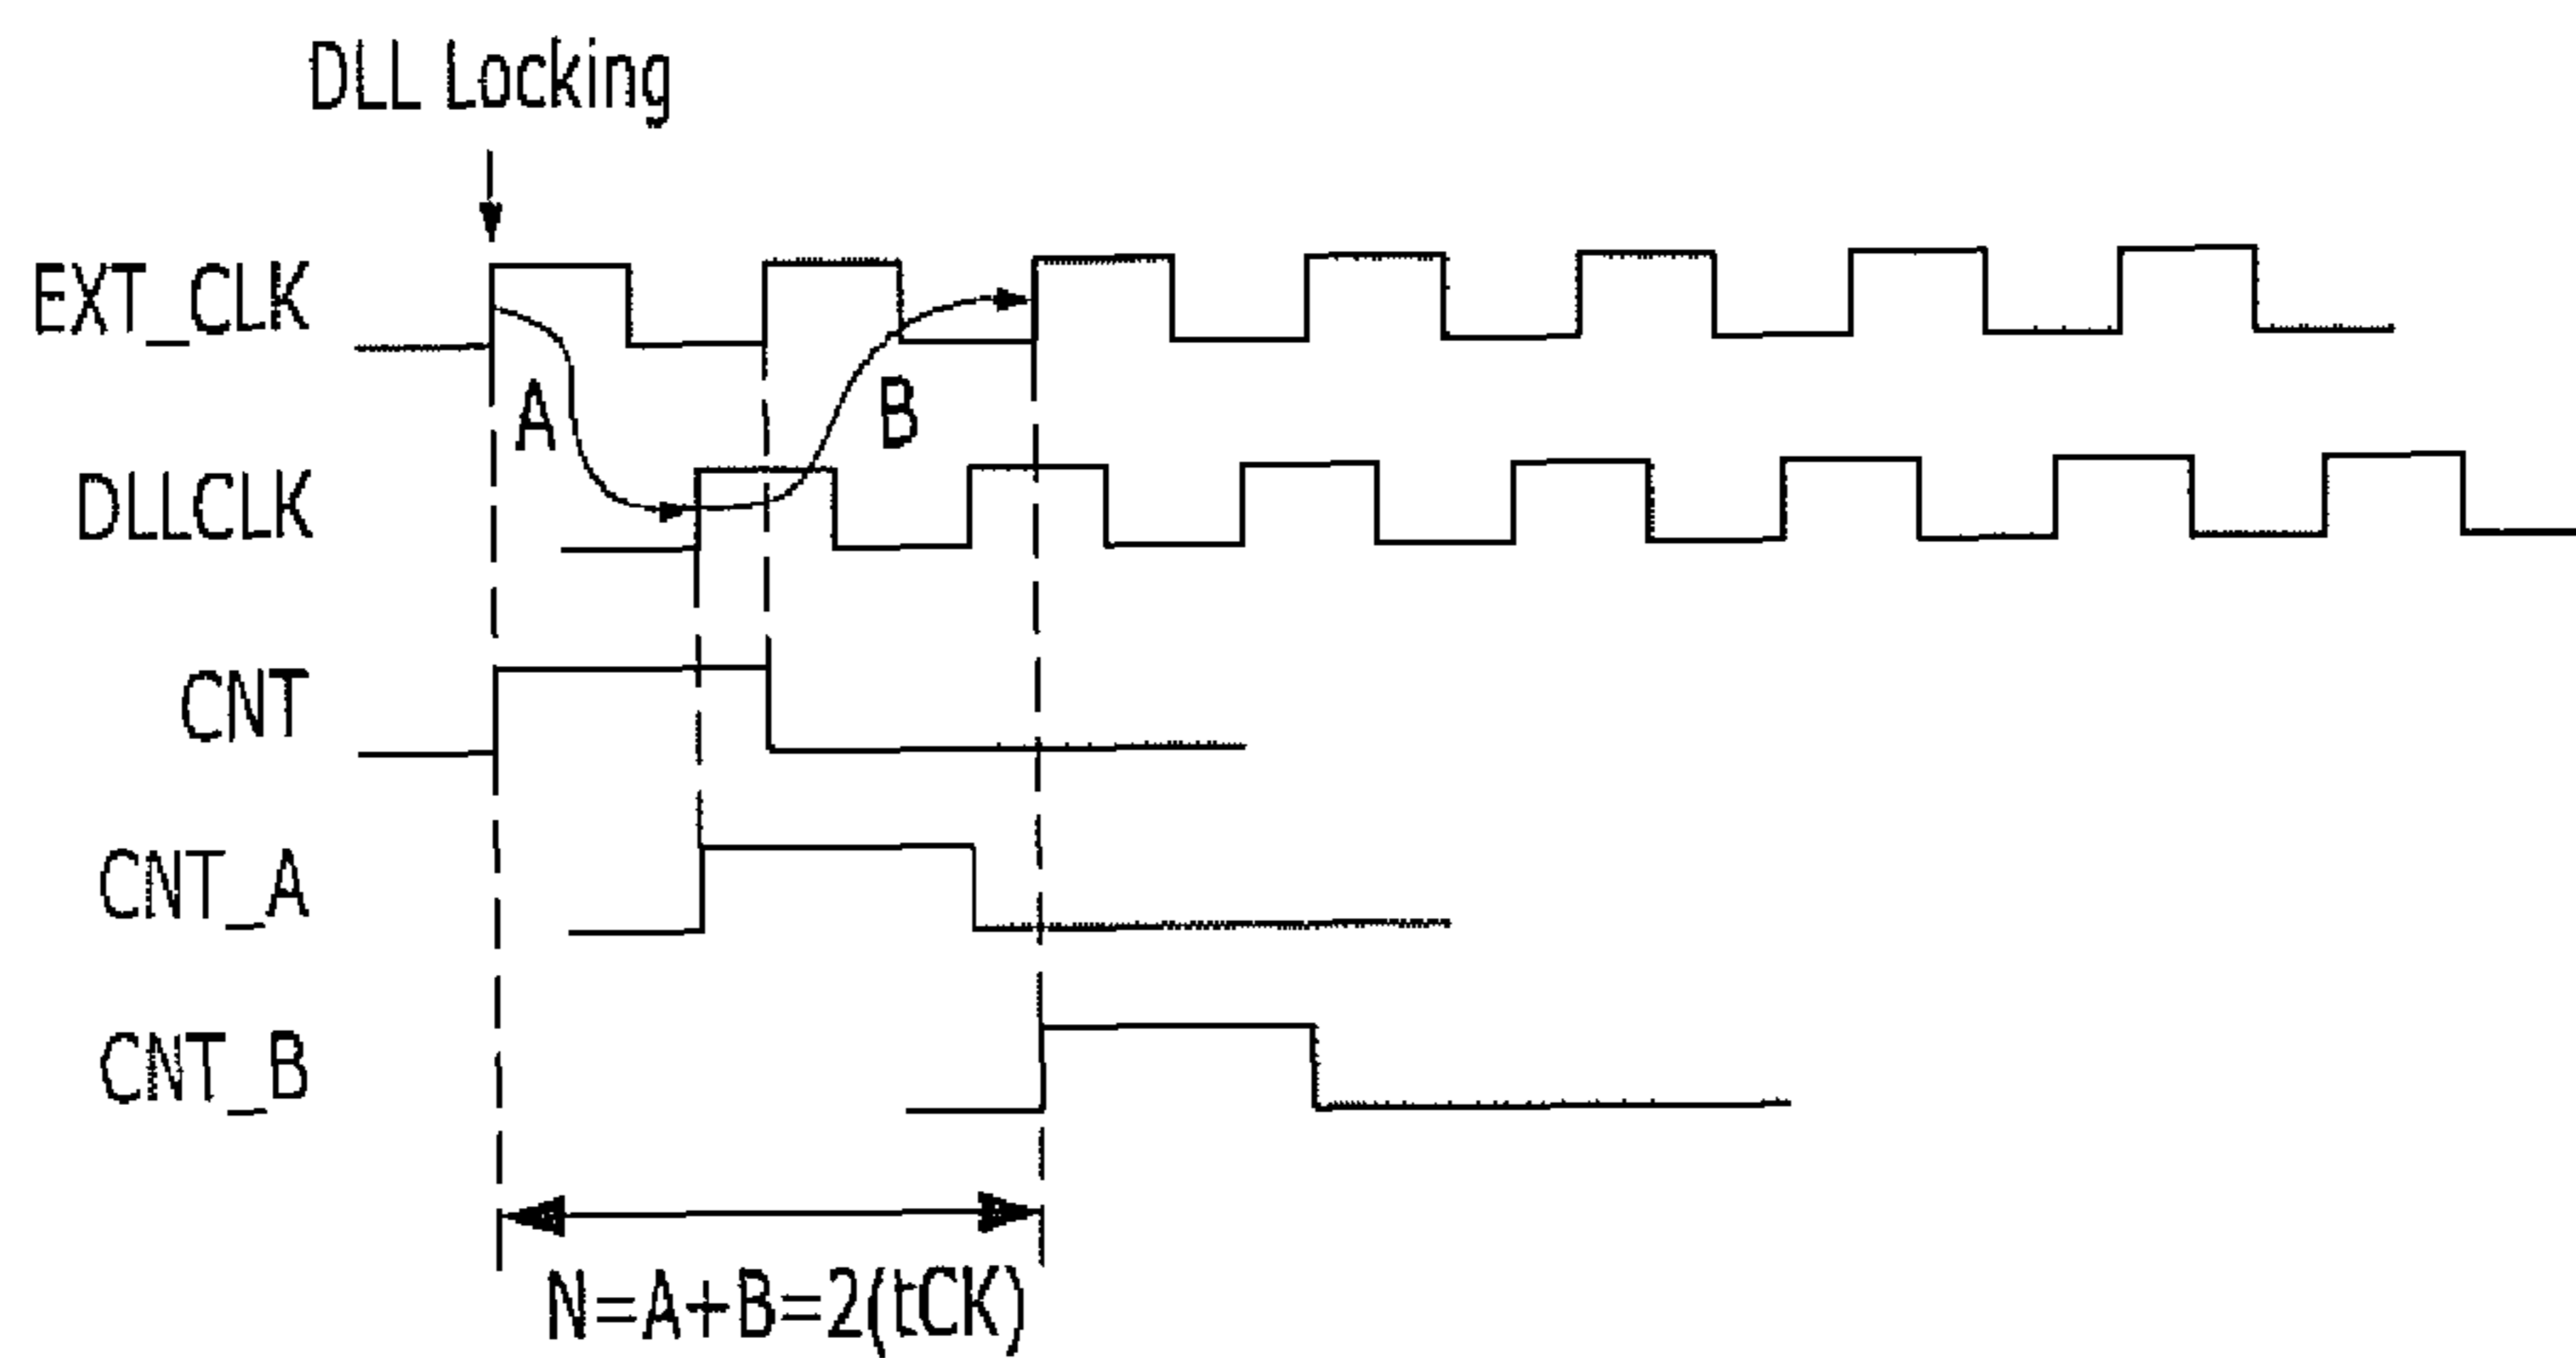 DLL Locking
EXT_CLK
A
B
DLLCLK
CNT
CNT_A
CNT_B
N=A+B=2(tCK)